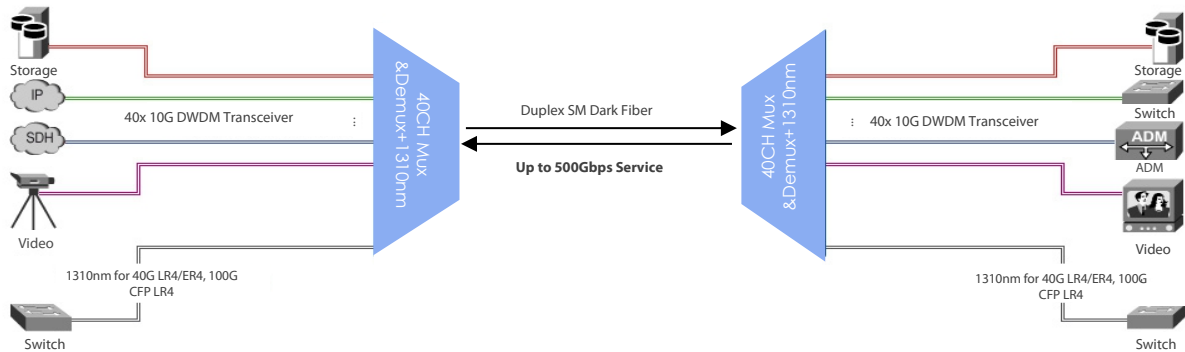 Storage
IP
40x 10G DWDM Transceiver
SDH
Video
1310nm for 40G LR4/ER4, 100G
CFP LR4
Switch
40CH Mux
&Demux+1310nm
Duplex SM Dark Fiber
Up to 500Gbps Service
40CH Mux
&Demux+1310nm
Storage
Switch
40x 10G DWDM Transceiver
ADM
ADM
Video
1310nm for 40G LR4/ER4, 100G
CFP LR4
Switch